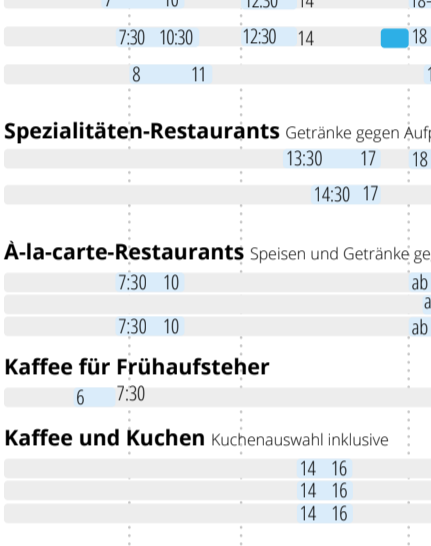 7:30 10:30 12:30 14 18
8 11
Spezialitäten-Restaurants Getränke gegen
13:30 17 18
14:30 17
À-la-carte-Restaurants Speisen und Getränke
7:30 10 ab
7:30 10 ab
Kaffee für Frühaufsteher
6 7:30
Kaffee und Kuchen Kuchenauswahl inklusive
14 16
14 16
14 16